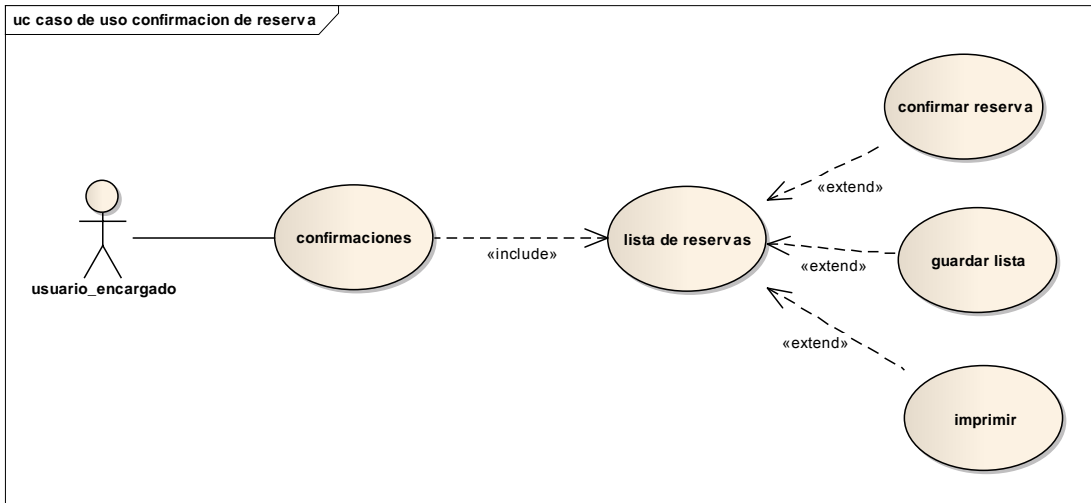 uc caso de uso confirmacion de reserva
confirmar reserva
«extend»
confirmaciones
lista de reservas
«include»
«extend»
guardar lista
usuario_encargado
«extend»
imprimir